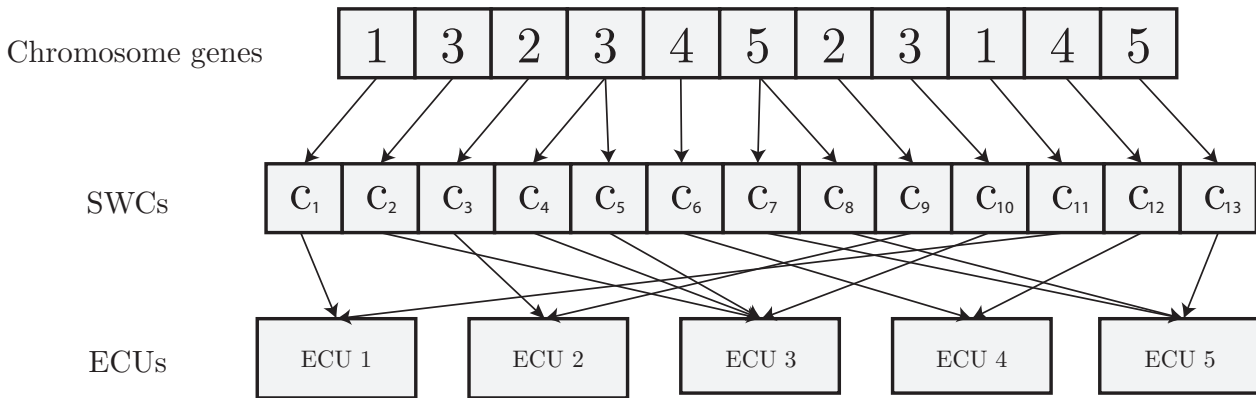 Chromosome genes 1 3 2 3 4 5 2 3 1 4 5
SWCs c1 c2 c3 c4 c5 c6 c7 c8 c9 c10 c11 c12 c13
ECUs ECU 1 ECU 2 ECU 3 ECU 4 ECU 5